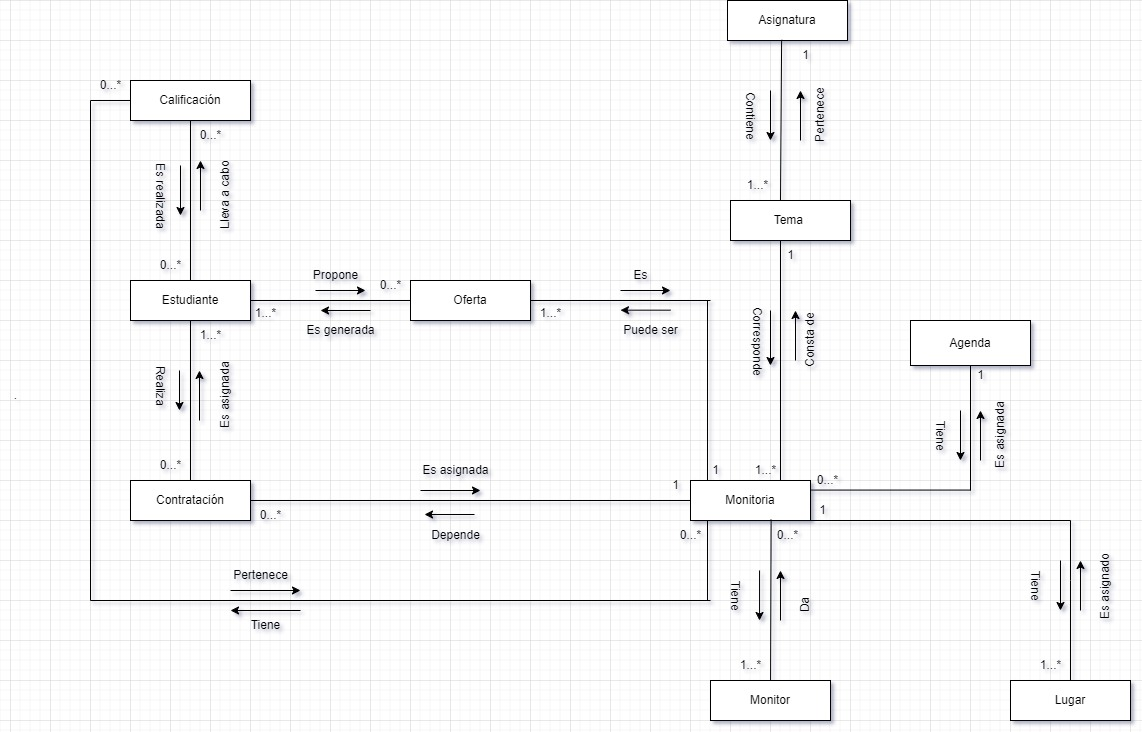 Asignatura
1
Contiene
Pertenece
1...*
Tema
1
Corresponde
Consta de
1...*
0...*
Calificación
0...*
Es realizada
Lleva a cabo
0...*
Estudiante
1...*
Propone
0...*
Es generada
Oferta
1...*
Es
Puede ser
1
1...*
Realiza
Es asignada
0...*
Contratación
0...*
Es asignada
Depende
1
Monitoria
Agenda
1
Tiene
Es asignada
0...*
1
0...*
0...*
Pertenece
Tiene
Tiene
Da
1...*
Monitor
Tiene
Es asignado
1...*
Lugar